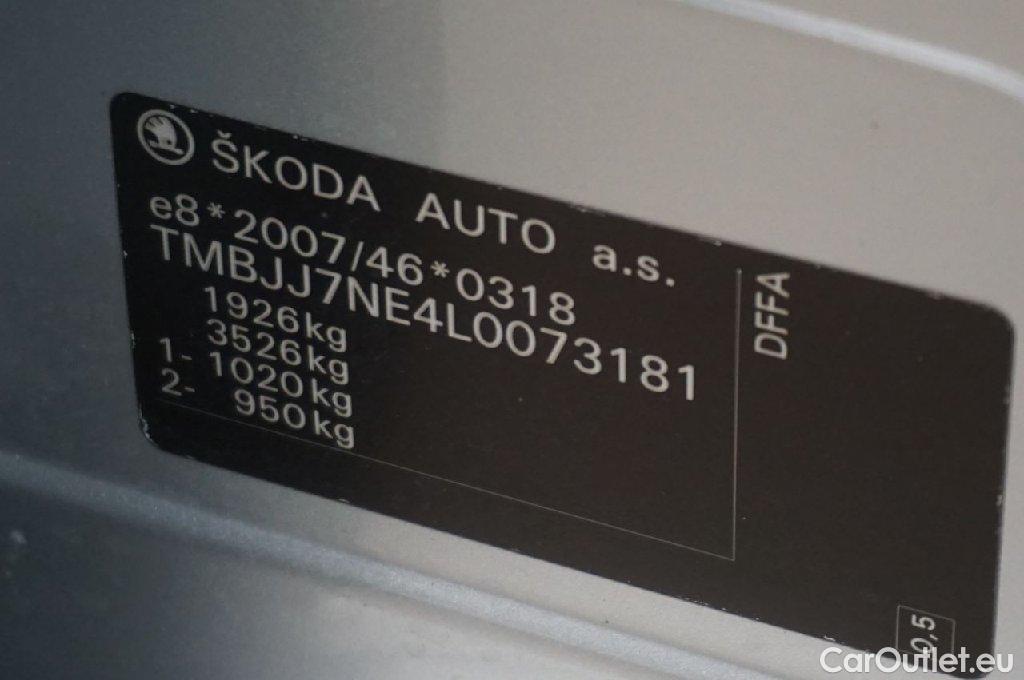 ŠKODA AUTO a.s.
e8*2007/46*0318
TMBJJ7NE4L0073181
1926kg
3526kg
1- 1020kg
2- 950kg
DFFA
0,5
CarOutlet.eu